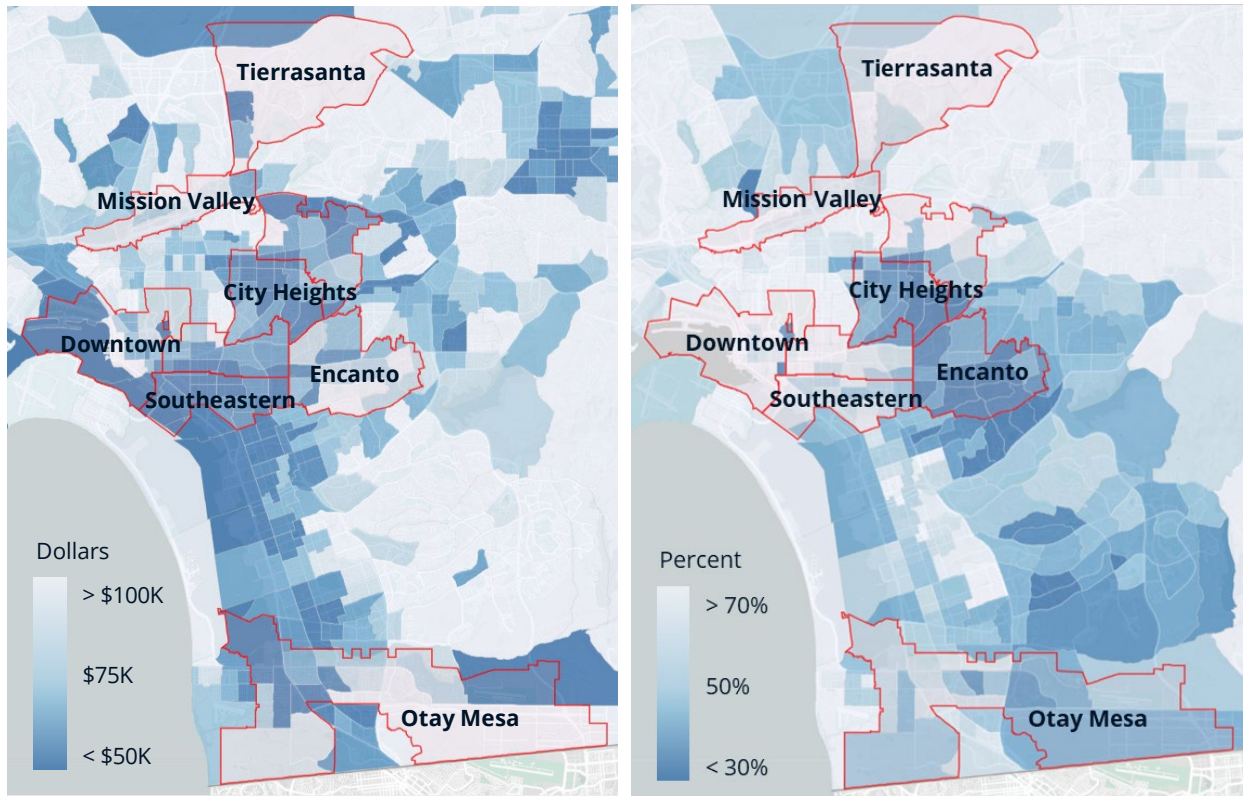 Tierrasanta
Mission Valley
City Heights
Downtown
Encanto
Southeastern
Dollars
> $100K
$75K
< $50K
Otay Mesa
Tierrasanta
Mission Valley
City Heights
Downtown
Encanto
Southeastern
Percent
> 70%
50%
< 30%
Otay Mesa